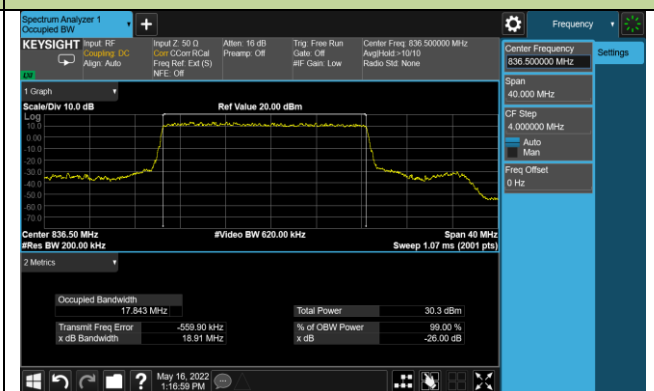 Spectrum Analyzer 1
Occupied BW
+
Frequency
KEYSIGHT
Input: RF
Coupling: DC
Align: Auto
Input Z: 50 Ω
Corr CCorr RCal
Freq Ref: Ext (S)
NFE: Off
Atten: 16 dB
Preamp: Off
Trig: Free Run
Gate: Off
#IF Gain: Low
Center Freq: 836.500000 MHz
Avg|Hold:>10/10
Radio Std: None
Center Frequency
836.500000 MHz
Settings
Span
40.000 MHz
CF Step
4.000000 MHz
Auto
Man
Freq Offset
0 Hz
1 Graph
Scale/Div 10.0 dB
Ref Value 20.00 dBm
Log
10.0
0.00
-10.0
-20.0
-30.0
-40.0
-50.0
-60.0
-70.0
Center 836.50 MHz
#Video BW 620.00 kHz
Span 40 MHz
#Res BW 200.00 kHz
Sweep 1.07 ms (2001 pts)
2 Metrics
Occupied Bandwidth
17.843 MHz
Total Power
30.3 dBm
Transmit Freq Error
-559.90 kHz
% of OBW Power
99.00 %
x dB Bandwidth
18.91 MHz
x dB
-26.00 dB
?
May 16, 2022
1:16:59 PM